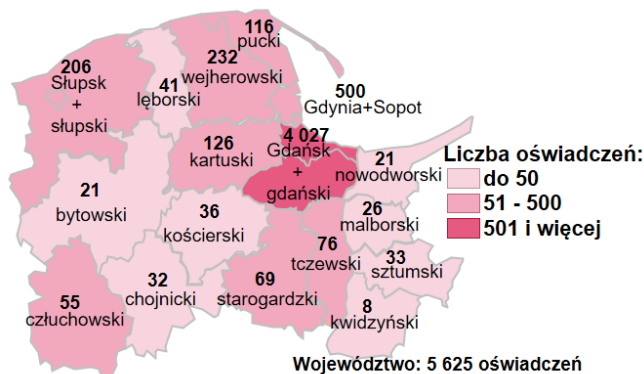 116
pucki
232
wejherowski
206
Słupsk
+
słupski
41
lęborski
500
Gdynia+Sopot
126
kartuski
4 027
Gdańsk
+
gdański
21
nowodworski
Liczba oświadczeń:
do 50
51 - 500
501 i więcej
21
bytowski
36
kościerski
26
malborski
76
tczewski
33
sztumski
32
chojnicki
69
starogardzki
55
człuchowski
8
kwidzyński
Województwo: 5 625 oświadczeń